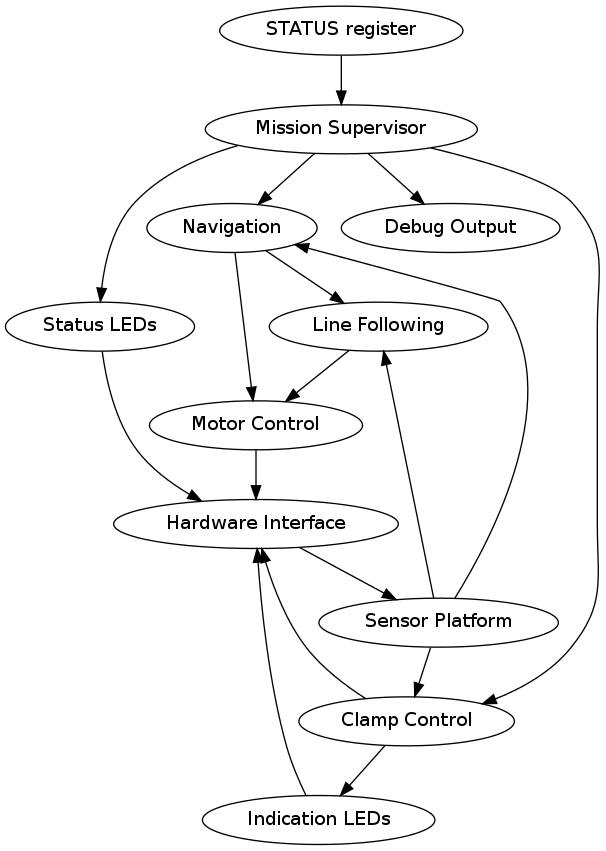 STATUS register
Mission Supervisor
Navigation
Debug Output
Status LEDs
Line Following
Motor Control
Hardware Interface
Sensor Platform
Clamp Control
Indication LEDs